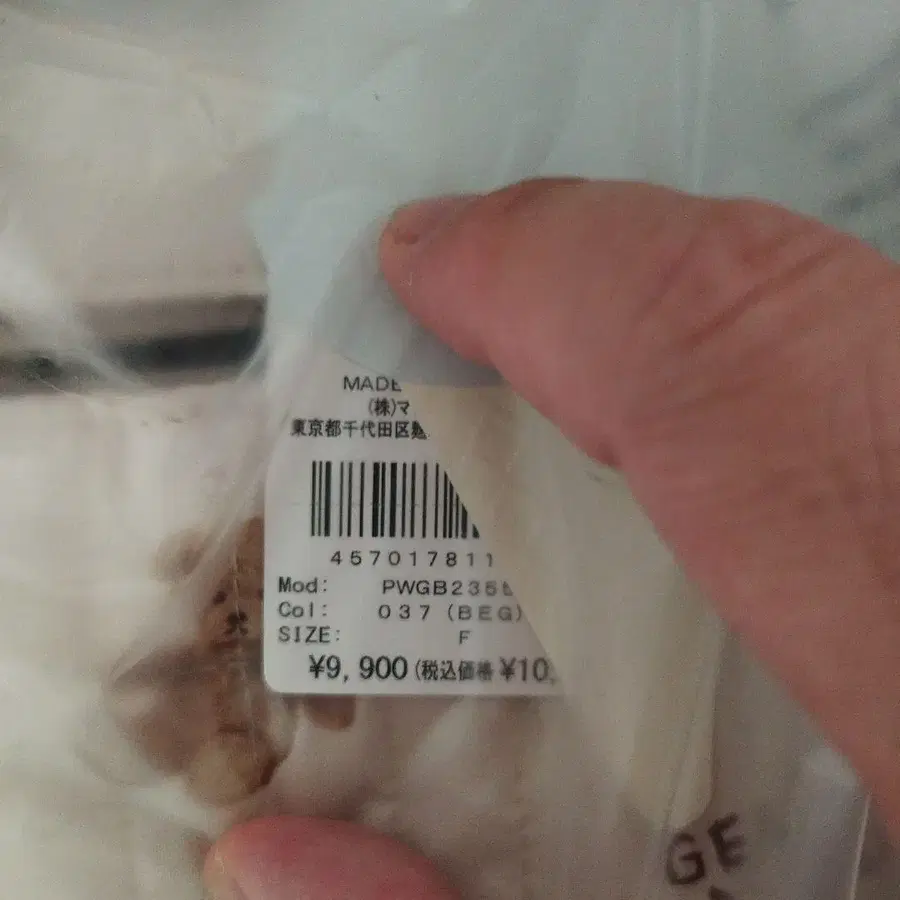 MADE
(株)マ
東京都千代田区麹
457017811
Mod: PWGB235
Col: 037 (BEG)
SIZE: F
¥9,900 (税込価格 ¥10,
GE